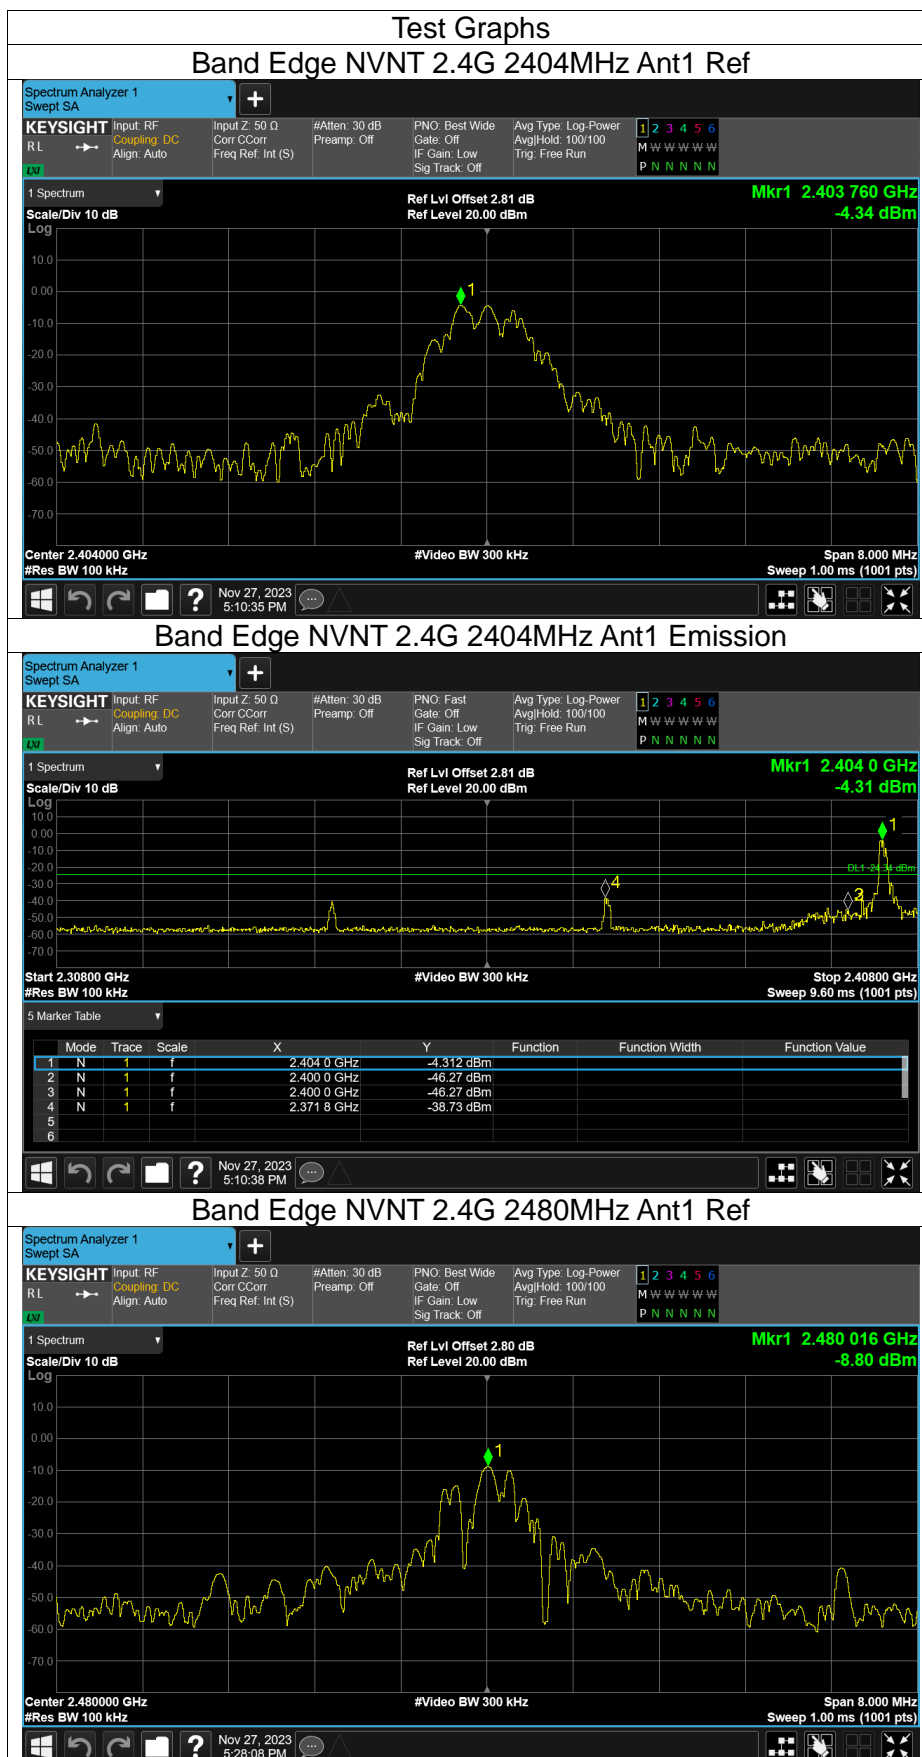 Test Graphs
Band Edge NVNT 2.4G 2404MHz Ant1 Ref
Spectrum Analyzer 1
Swept SA
KEYSIGHT Input: RF Input Z: 50 Ω #Atten: 30 dB PNO: Best Wide Avg Type: Log-Power 1 2 3 4 5 6
RL Coupling: DC Corr CCorr Preamp: Off Gate: Off Avg|Hold: 100/100 M W W W W W
Align: Auto Freq Ref: Int (S) IF Gain: Low Trig: Free Run
LXI Sig Track: Off P N N N N N
1 Spectrum Ref Lvl Offset 2.81 dB Mkr1 2.403 760 GHz
Scale/Div 10 dB Ref Level 20.00 dBm -4.34 dBm
Log
10.0
1
0.00
-10.0
-20.0
-30.0
-40.0
-50.0
-60.0
-70.0
Center 2.404000 GHz #Video BW 300 kHz Span 8.000 MHz
#Res BW 100 kHz Sweep 1.00 ms (1001 pts)
? Nov 27, 2023
5:10:35 PM
Band Edge NVNT 2.4G 2404MHz Ant1 Emission
Spectrum Analyzer 1
Swept SA
KEYSIGHT Input: RF Input Z: 50 Ω #Atten: 30 dB PNO: Fast Avg Type: Log-Power 1 2 3 4 5 6
RL Coupling: DC Corr CCorr Preamp: Off Gate: Off Avg|Hold: 100/100 M W W W W W
Align: Auto Freq Ref: Int (S) IF Gain: Low Trig: Free Run
LXI Sig Track: Off P N N N N N
1 Spectrum Ref Lvl Offset 2.81 dB Mkr1 2.404 0 GHz
Scale/Div 10 dB Ref Level 20.00 dBm -4.31 dBm
Log
10.0
1
0.00
-10.0
-20.0 DL1 -24.34 dBm
-30.0
4
-40.0 3
-50.0
-60.0
-70.0
Start 2.30800 GHz #Video BW 300 kHz Stop 2.40800 GHz
#Res BW 100 kHz Sweep 9.60 ms (1001 pts)
5 Marker Table
Mode Trace Scale X Y Function Function Width Function Value
1 N 1 f 2.404 0 GHz -4.312 dBm
2 N 1 f 2.400 0 GHz -46.27 dBm
3 N 1 f 2.400 0 GHz -46.27 dBm
4 N 1 f 2.371 8 GHz -38.73 dBm
5
6
? Nov 27, 2023
5:10:38 PM
Band Edge NVNT 2.4G 2480MHz Ant1 Ref
Spectrum Analyzer 1
Swept SA
KEYSIGHT Input: RF Input Z: 50 Ω #Atten: 30 dB PNO: Best Wide Avg Type: Log-Power 1 2 3 4 5 6
RL Coupling: DC Corr CCorr Preamp: Off Gate: Off Avg|Hold: 100/100 M W W W W W
Align: Auto Freq Ref: Int (S) IF Gain: Low Trig: Free Run
LXI Sig Track: Off P N N N N N
1 Spectrum Ref Lvl Offset 2.80 dB Mkr1 2.480 016 GHz
Scale/Div 10 dB Ref Level 20.00 dBm -8.80 dBm
Log
10.0
0.00
1
-10.0
-20.0
-30.0
-40.0
-50.0
-60.0
-70.0
Center 2.480000 GHz #Video BW 300 kHz Span 8.000 MHz
#Res BW 100 kHz Sweep 1.00 ms (1001 pts)
? Nov 27, 2023
5:28:08 PM